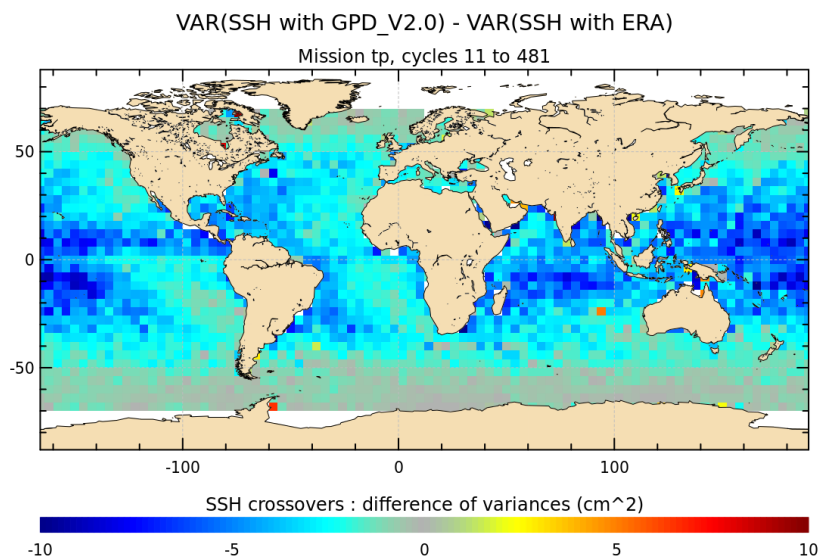 VAR(SSH with GPD_V2.0) - VAR(SSH with ERA)
Mission tp, cycles 11 to 481
50
0
-50
-100 0 100
SSH crossovers : difference of variances (cm^2)
-10 -5 0 5 10